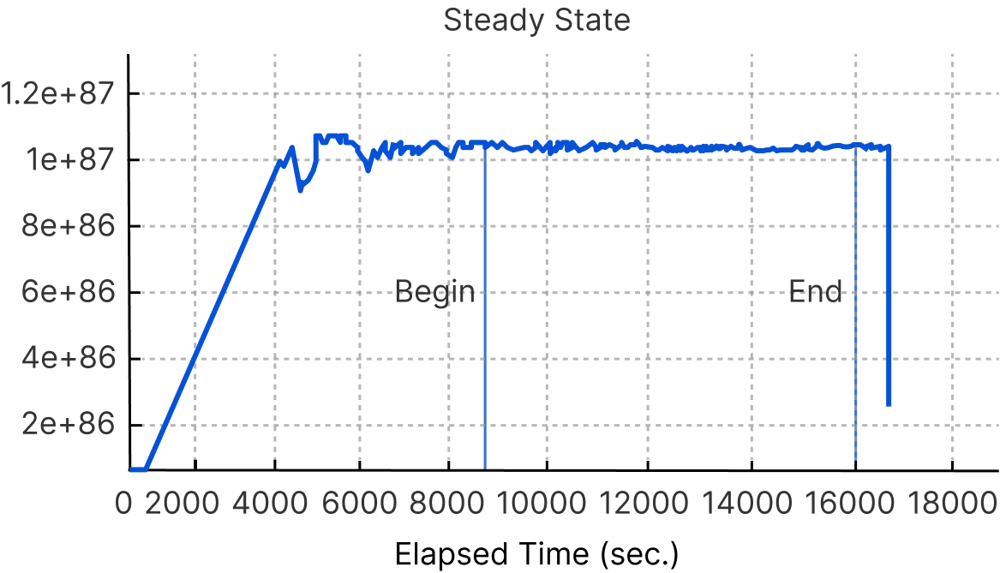 Steady State
1.2e+87
1e+87
8e+86
6e+86
4e+86
2e+86
Begin
End
0 2000 4000 6000 8000 10000 12000 14000 16000 18000
Elapsed Time (sec.)